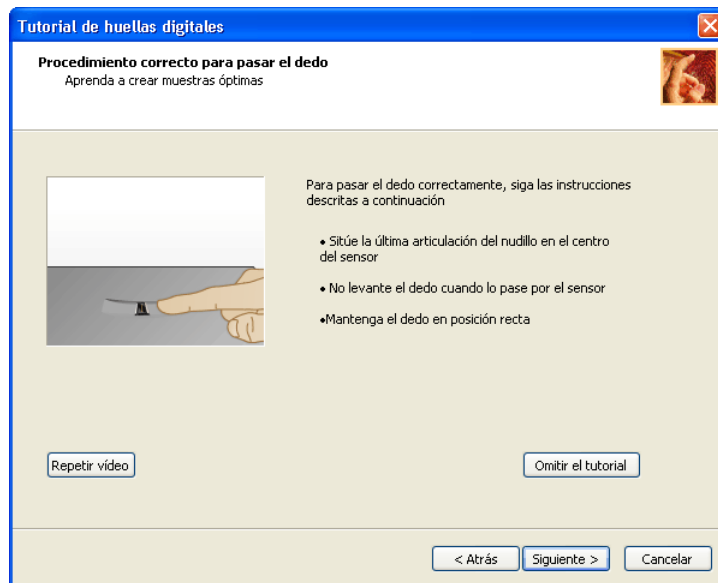 Tutorial de huellas digitales
Procedimiento correcto para pasar el dedo
Aprenda a crear muestras óptimas
Para pasar el dedo correctamente, siga las instrucciones
descritas a continuación
• Sitúe la última articulación del nudillo en el centro
del sensor
• No levante el dedo cuando lo pase por el sensor
•Mantenga el dedo en posición recta
Repetir vídeo
Omitir el tutorial
< Atrás
Siguiente >
Cancelar